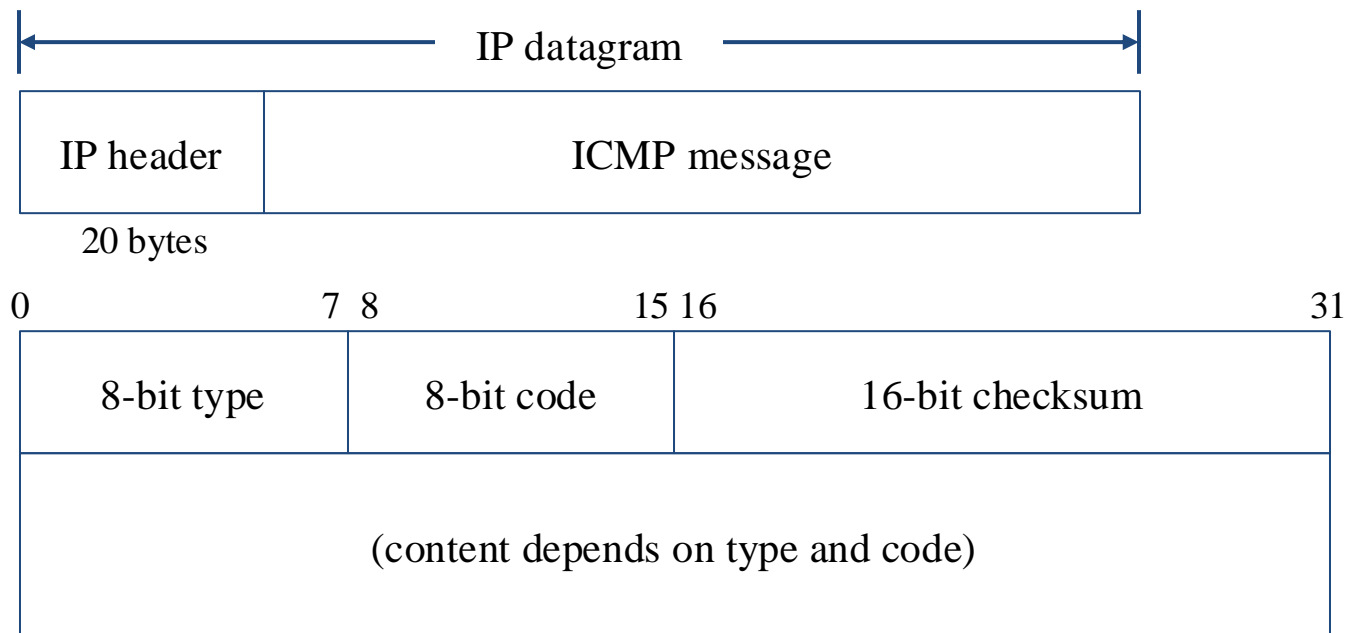 IP datagram
IP header ICMP message
20 bytes
0 7 8 15 16 31
8-bit type 8-bit code 16-bit checksum
(content depends on type and code)